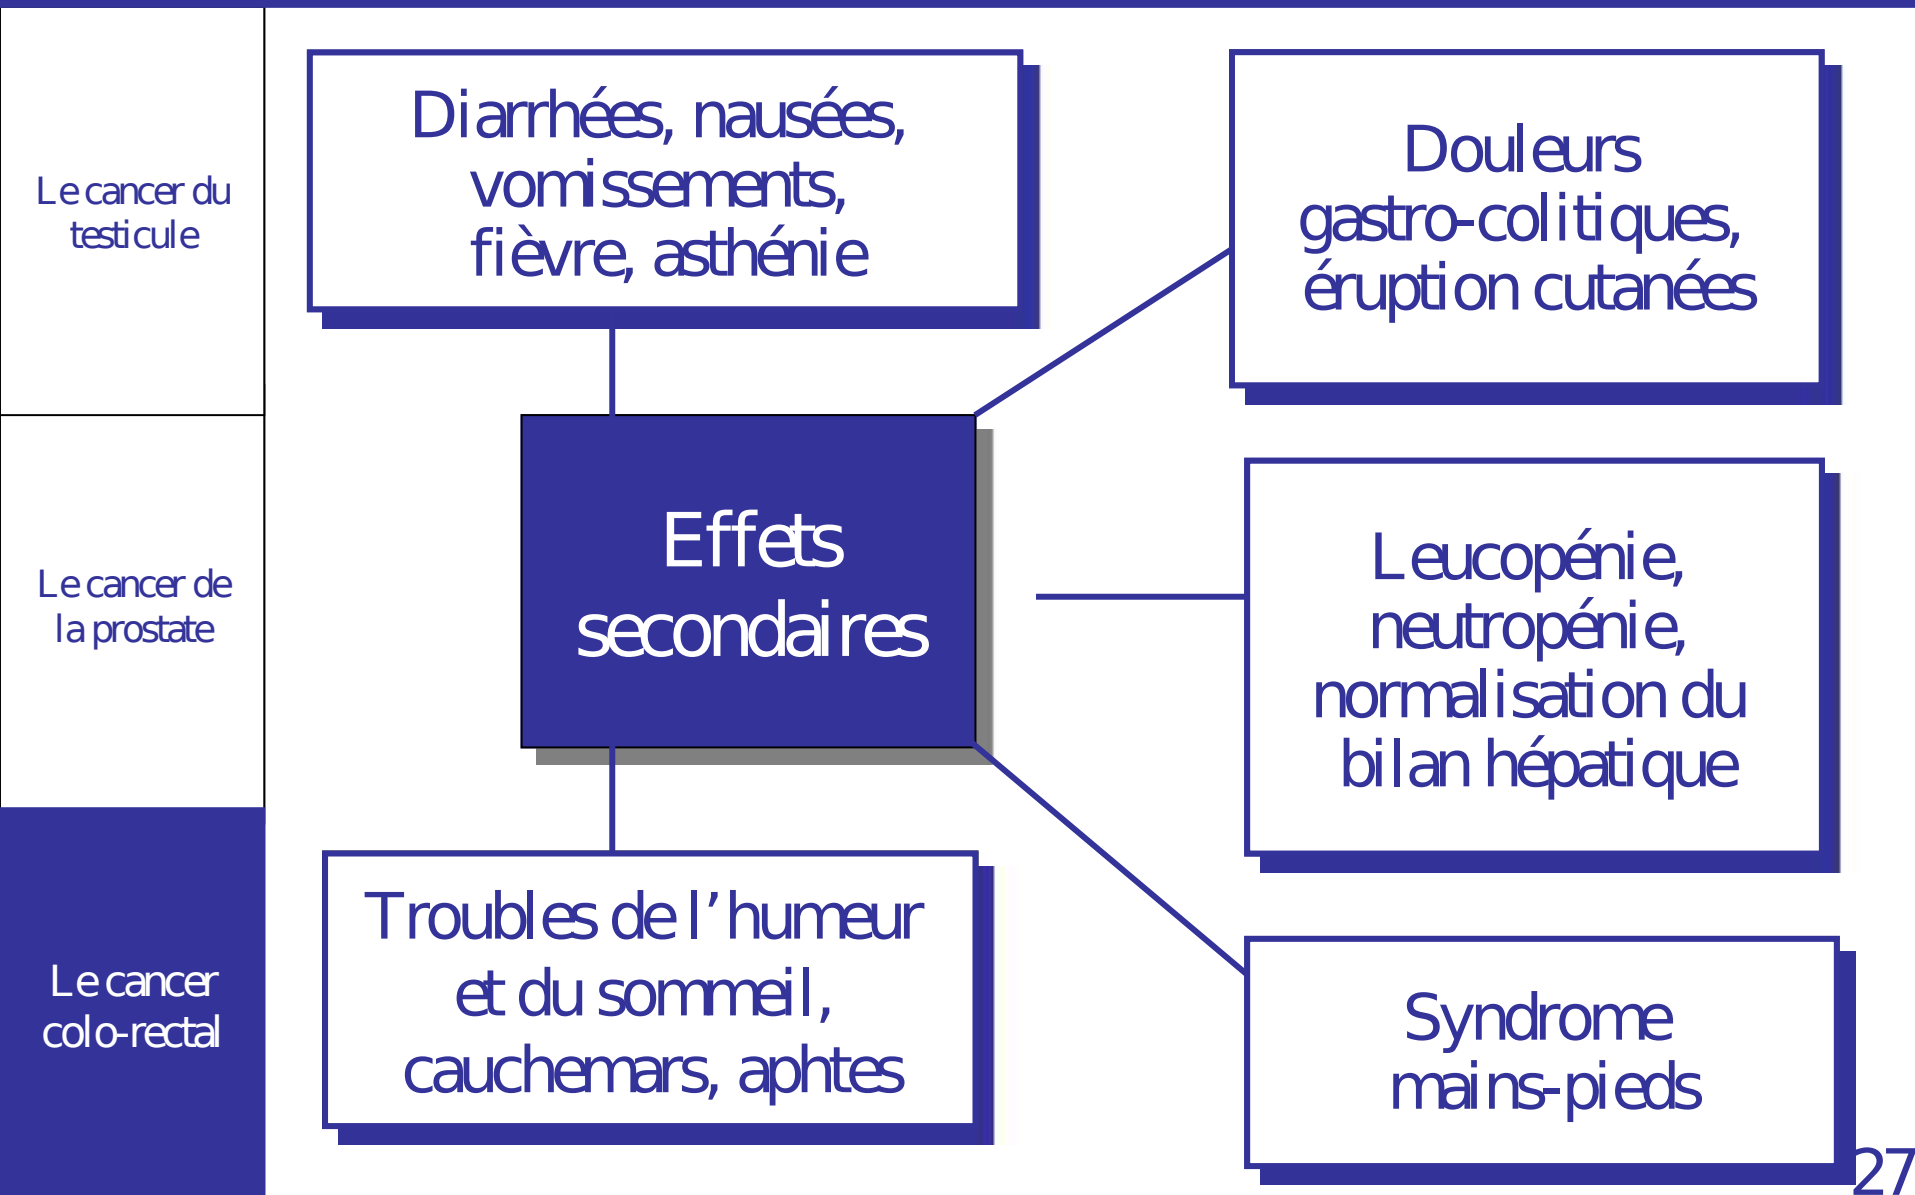 Le cancer du
testicule
Le cancer de
la prostate
Le cancer
colo-rectal
Diarrhées, nausées,
vomissements,
fièvre, asthénie
Douleurs
gastro-colitiques,
éruption cutanées
Effets
secondaires
Leucopénie,
neutropénie,
normalisation du
bilan hépatique
Troubles de l’humeur
et du sommeil,
cauchemars, aphtes
Syndrome
mains-pieds
27